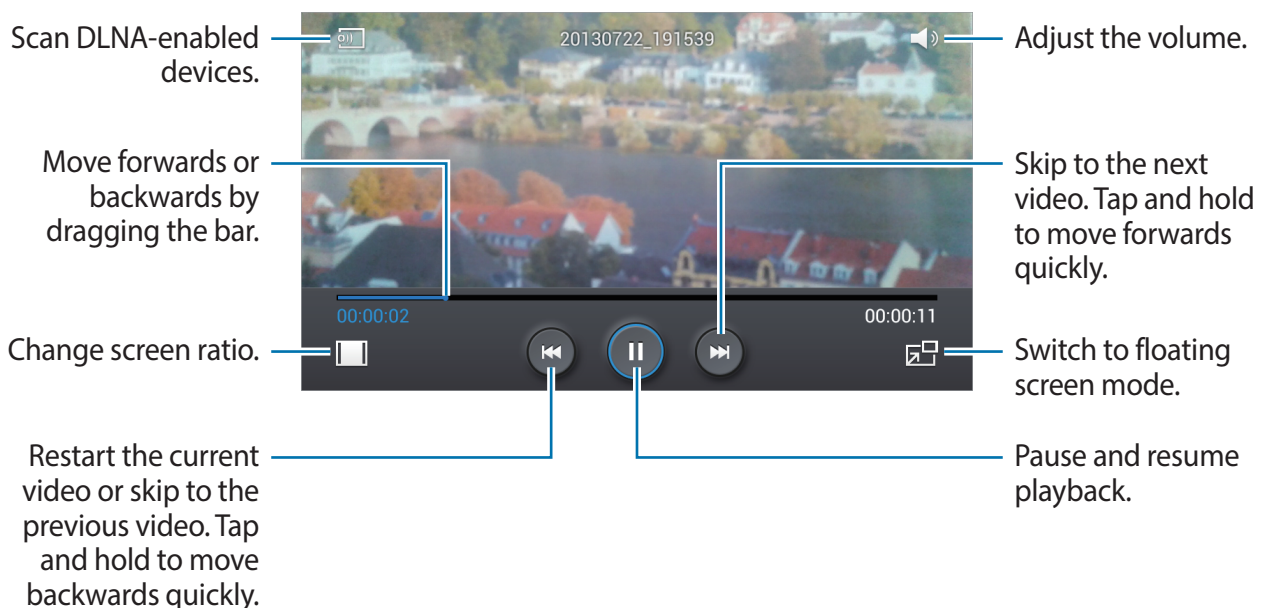 Scan DLNA-enabled
devices.
20130722_191539
Adjust the volume.
Move forwards or
backwards by
dragging the bar.
Skip to the next
video. Tap and hold
to move forwards
quickly.
00:00:02
00:00:11
Change screen ratio.
Switch to floating
screen mode.
Restart the current
video or skip to the
previous video. Tap
and hold to move
backwards quickly.
Pause and resume
playback.